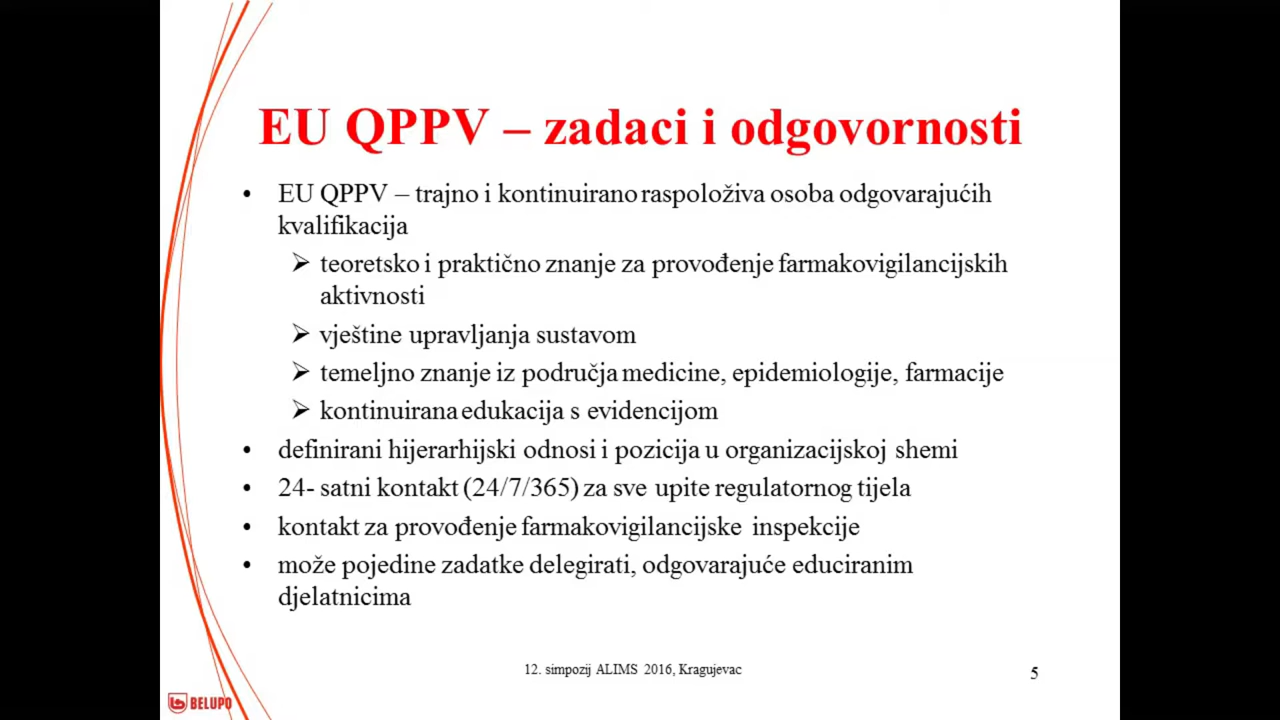 EU QPPV – zadaci i odgovornosti
• EU QPPV – trajno i kontinuirano raspoloživa osoba odgovarajućih
kvalifikacija
➢ teoretsko i praktično znanje za provođenje farmakovigilancijskih
aktivnosti
➢ vještine upravljanja sustavom
➢ temeljno znanje iz područja medicine, epidemiologije, farmacije
➢ kontinuirana edukacija s evidencijom
• definirani hijerarhijski odnosi i pozicija u organizacijskoj shemi
• 24- satni kontakt (24/7/365) za sve upite regulatornog tijela
• kontakt za provođenje farmakovigilancijske inspekcije
• može pojedine zadatke delegirati, odgovarajuće educiranim
djelatnicima
12. simpozij ALIMS 2016, Kragujevac
5
BELUPO